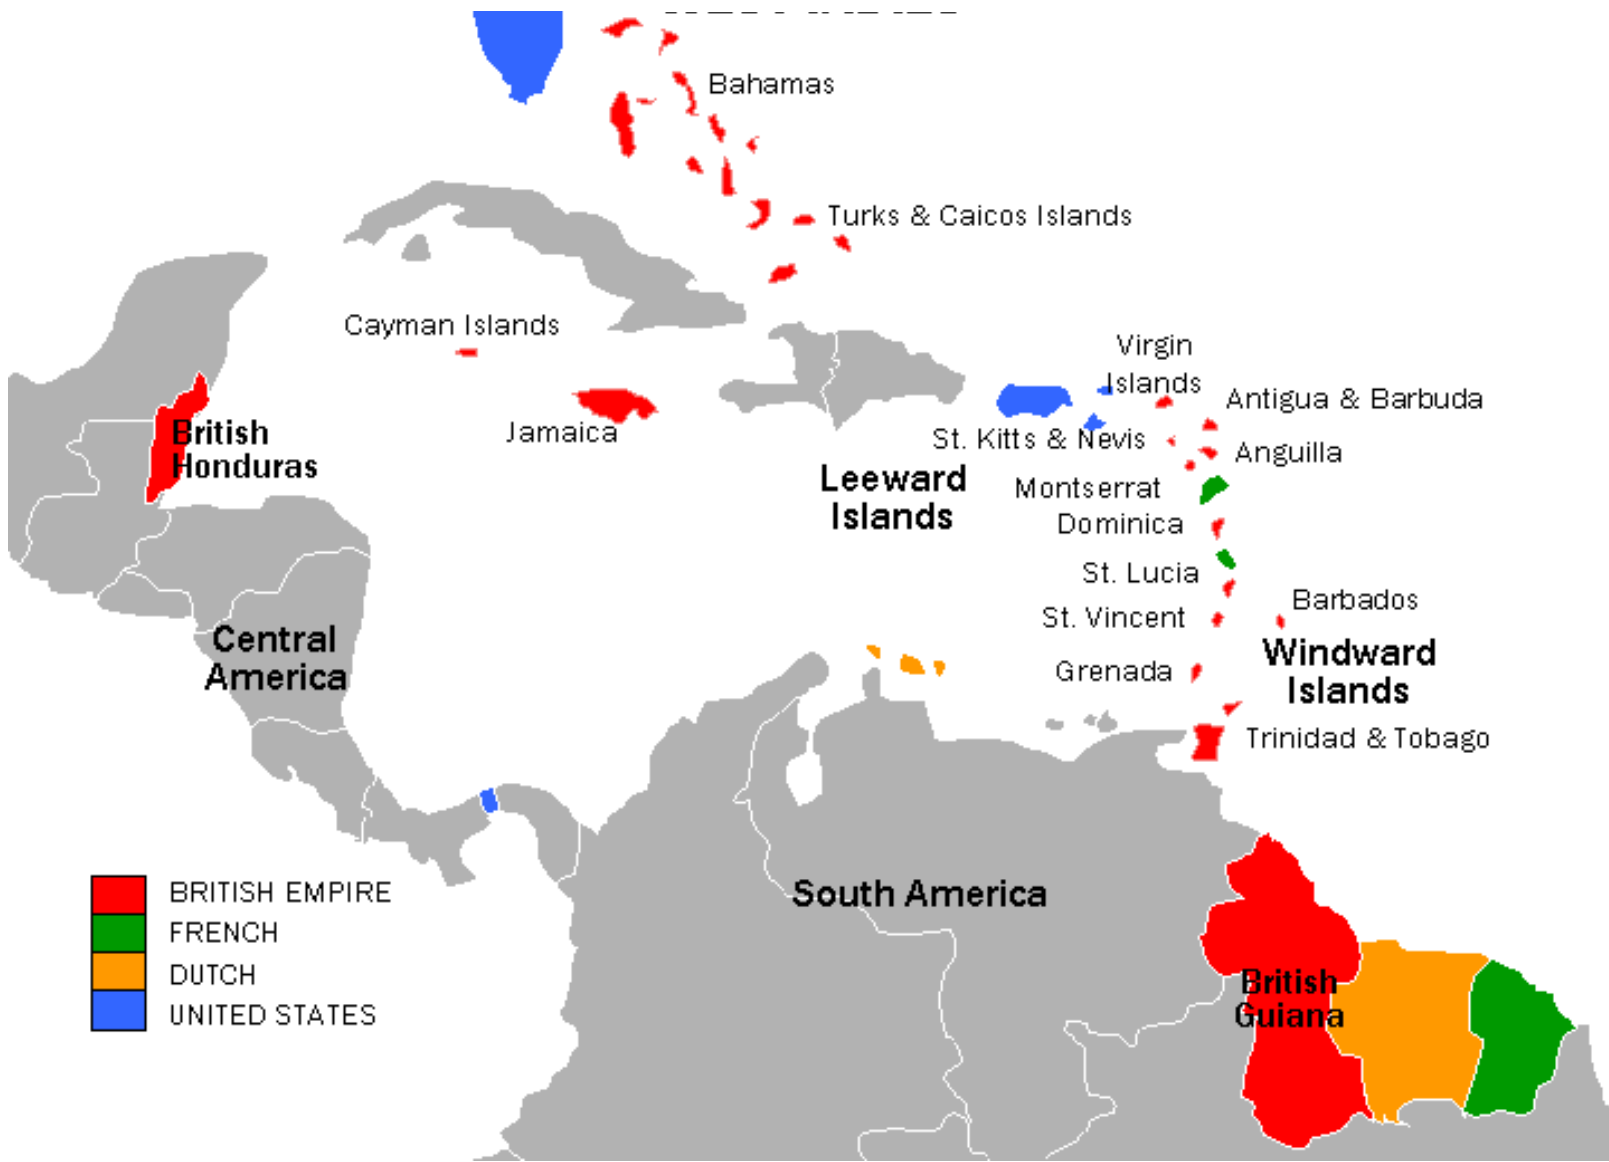 Bahamas
Turks & Caicos Islands
Cayman Islands
Virgin
Islands
Antigua & Barbuda
Jamaica
British
Honduras
St. Kitts & Nevis
Anguilla
Leeward
Islands
Montserrat
Dominica
St. Lucia
Barbados
St. Vincent
Central
America
Windward
Islands
Grenada
Trinidad & Tobago
South America
BRITISH EMPIRE
FRENCH
DUTCH
UNITED STATES
British
Guiana